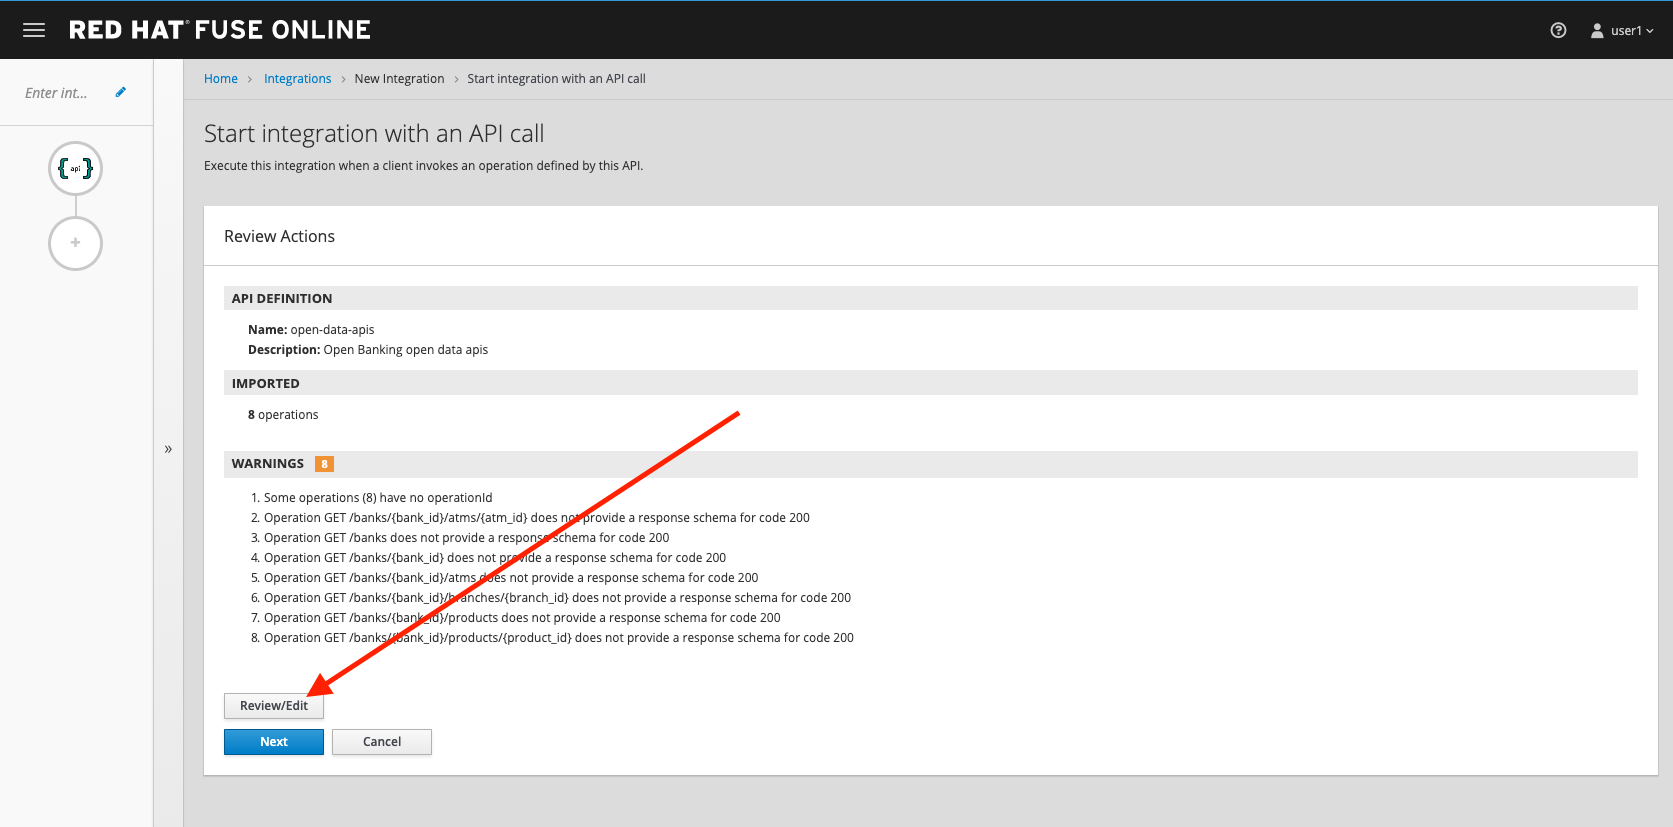 RED HAT® FUSE ONLINE
user1
Enter int...
Home > Integrations > New Integration > Start integration with an API call
{ api }
+
»
Start integration with an API call
Execute this integration when a client invokes an operation defined by this API.
Review Actions
API DEFINITION
Name: open-data-apis
Description: Open Banking open data apis
IMPORTED
8 operations
WARNINGS 8
1. Some operations (8) have no operationId
2. Operation GET /banks/{bank_id}/atms/{atm_id} does not provide a response schema for code 200
3. Operation GET /banks does not provide a response schema for code 200
4. Operation GET /banks/{bank_id} does not provide a response schema for code 200
5. Operation GET /banks/{bank_id}/atms does not provide a response schema for code 200
6. Operation GET /banks/{bank_id}/branches/{branch_id} does not provide a response schema for code 200
7. Operation GET /banks/{bank_id}/products does not provide a response schema for code 200
8. Operation GET /banks/{bank_id}/products/{product_id} does not provide a response schema for code 200
Review/Edit
Next Cancel